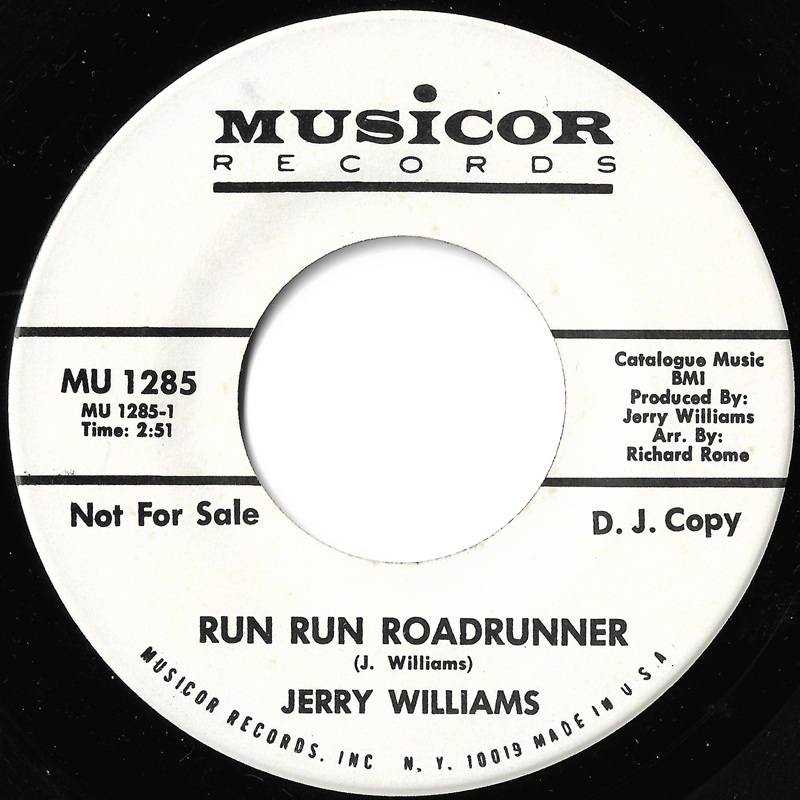 MUSiCOR
RECORDS
MU 1285
MU 1285-1
Time: 2:51
Catalogue Music
BMI
Produced By:
Jerry Williams
Arr. By:
Richard Rome
Not For Sale
D. J. Copy
RUN RUN ROADRUNNER
(J. Williams)
JERRY WILLIAMS
MUSICOR RECORDS, INC N. Y. 10019 MADE IN U S A